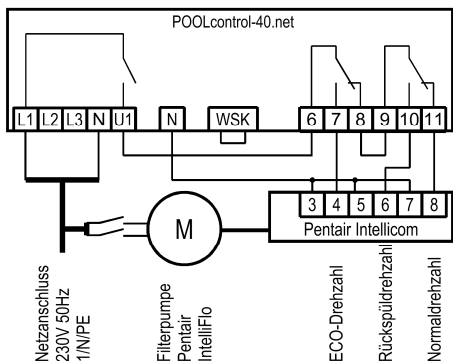 POOLcontrol-40.net
L1 L2 L3 N U1 N WSK 6 7 8 9 10 11
3 4 5 6 7 8
Pentair Intellicom
M
Netzanschluss
230V 50Hz
1/N/PE
Filterpumpe
Pentair
IntelliFlo
ECO-Drehzahl
Rückspüldrehzahl
Normaldrehzahl